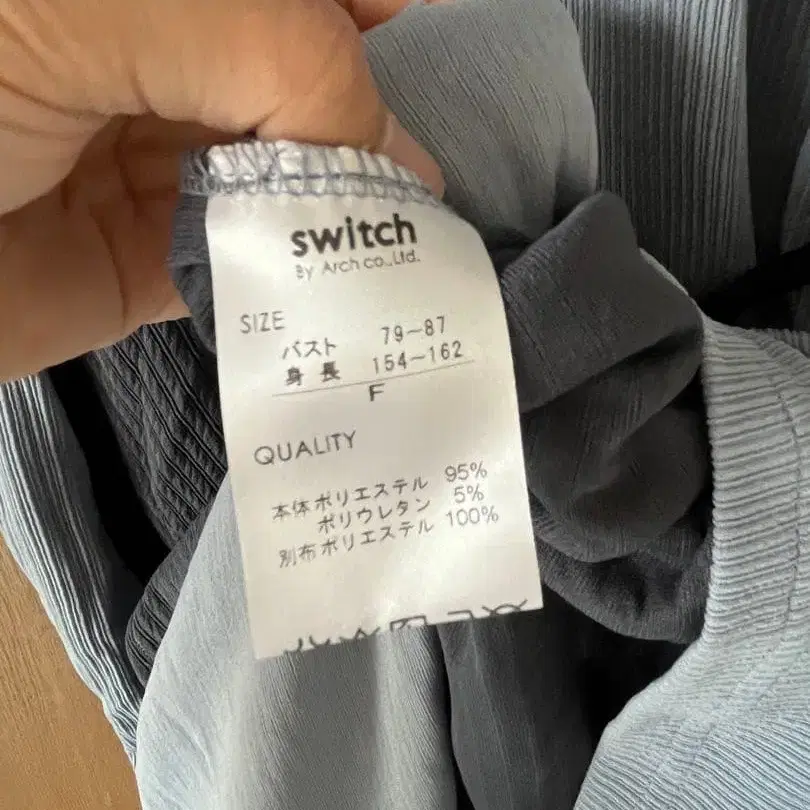 switch
By Arch co.,Ltd.
SIZE
バスト 79～87
身長 154～162
F
QUALITY
本体 ポリエステル 95%
ポリウレタン 5%
別布 ポリエステル 100%